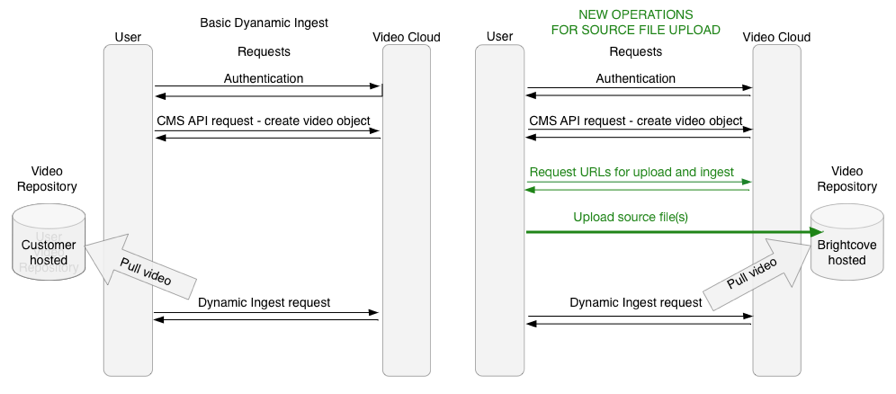 Basic Dyanamic Ingest
User
Video Cloud
Requests
Authentication
CMS API request - create video object
Video
Repository
User
Customer
hosted
Repository
Pull video
Dynamic Ingest request
NEW OPERATIONS
FOR SOURCE FILE UPLOAD
User
Video Cloud
Requests
Authentication
CMS API request - create video object
Request URLs for upload and ingest
Upload source file(s)
Video
Repository
Brightcove
hosted
Pull video
Dynamic Ingest request